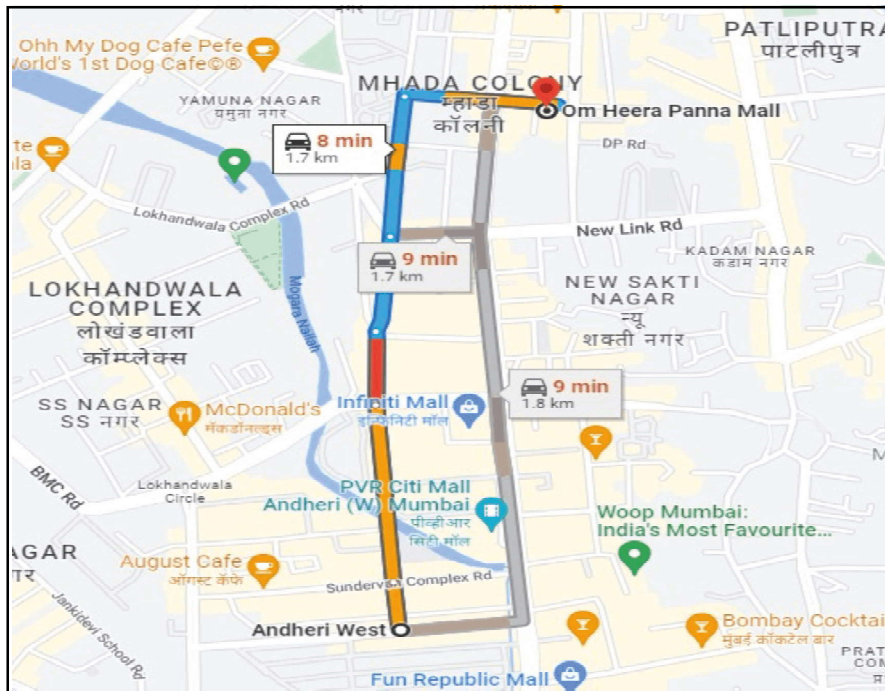 नगर
PATLIPUTRA
पाटलीपुत्र
Ohh My Dog Cafe Pefe
World's 1st Dog Cafe©®
MHADA COLONY
म्हाडा
कॉलनी
YAMUNA NAGAR
यमुना नगर
Om Heera Panna Mall
8 min
1.7 km
DP Rd
Lokhandwala Complex Rd
New Link Rd
9 min
1.7 km
KADAM NAGAR
कडाम नगर
LOKHANDWALA
COMPLEX
लोखंडवाला
कॉम्प्लेक्स
Mogara Nallah
NEW SAKTI
NAGAR
न्यू
शक्ती नगर
9 min
1.8 km
SS NAGAR
SS नगर
McDonald's
मॅकडॉनल्ड्स
Infiniti Mall
इन्फिनिटी मॉल
BMC Rd
Lokhandwala
Circle
PVR Citi Mall
Andheri (W) Mumbai
पीव्हीआर
सिटी मॉल
Woop Mumbai:
India's Most Favourite...
AGAR
August Cafe
ऑगस्ट कॅफे
Sundervan Complex Rd
Jankidevi School Rd
Andheri West
Bombay Cocktai
मुंबई कॉकटेल बार
Fun Republic Mall
PRAT
COM